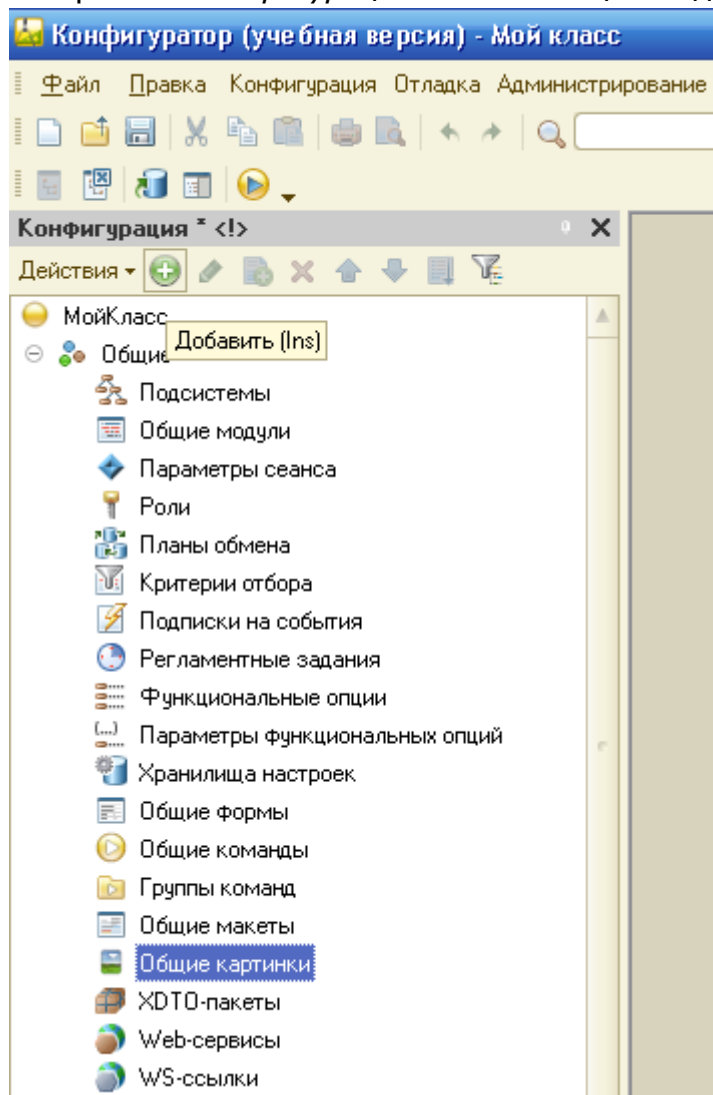 Конфигуратор (учебная версия) - Мой класс
Файл Правка Конфигурация Отладка Администрирование
Конфигурация * <!>
Действия
МойКласс
Добавить (Ins)
Общие
Подсистемы
Общие модули
Параметры сеанса
Роли
Планы обмена
Критерии отбора
Подписки на события
Регламентные задания
Функциональные опции
Параметры функциональных опций
Хранилища настроек
Общие формы
Общие команды
Группы команд
Общие макеты
Общие картинки
XDTO-пакеты
Web-сервисы
WS-ссылки